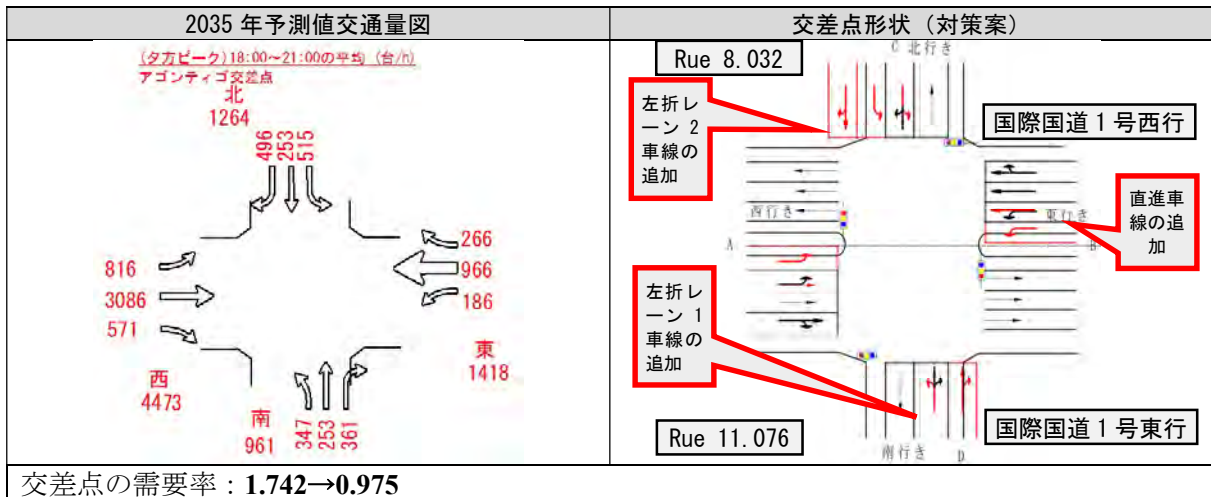 2035 年予測値交通量図
交差点形状（対策案）
(夕方ピーク)18:00～21:00の平均 (台/h)
アゴンティゴ交差点
北
1264
496
253
515
816
3086
571
266
966
186
西
4473
東
1418
南
961
347
253
361
C 北行き
Rue 8.032
左折レ
ーン 2
車線の
追加
国際国道１号西行
西行き
東行き
直進車
線の追
加
A
B
左折レ
ーン 1
車線の
追加
Rue 11.076
南行き
D
国際国道１号東行
交差点の需要率：1.742→0.975